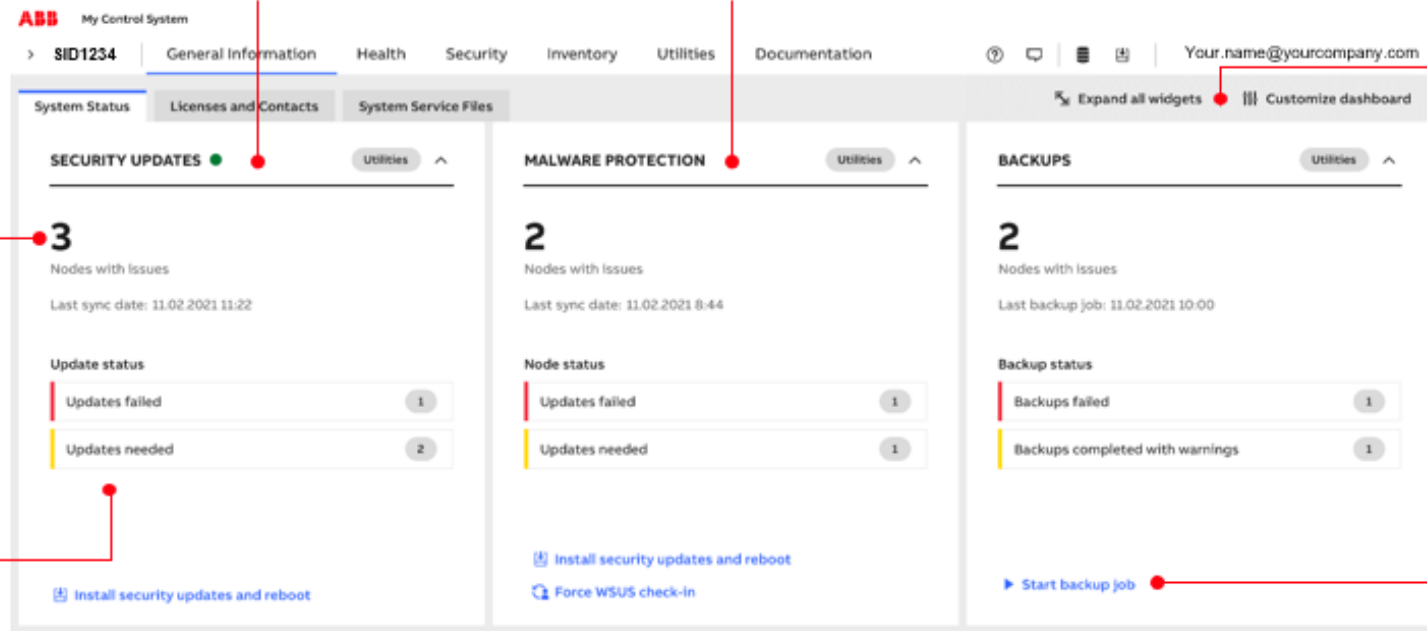 ABB My Control System
SID1234 General Information Health Security Inventory Utilities Documentation Your.name@yourcompany.com
System Status Licenses and Contacts System Service Files Expand all widgets Customize dashboard
SECURITY UPDATES Utilities
3
Nodes with issues
Last sync date: 11.02.2021 11:22
Update status
Updates failed 1
Updates needed 2
Install security updates and reboot
MALWARE PROTECTION Utilities
2
Nodes with issues
Last sync date: 11.02.2021 8:44
Node status
Updates failed 1
Updates needed 1
Install security updates and reboot
Force WSUS check-in
BACKUPS Utilities
2
Nodes with issues
Last backup job: 11.02.2021 10:00
Backup status
Backups failed 1
Backups completed with warnings 1
Start backup job